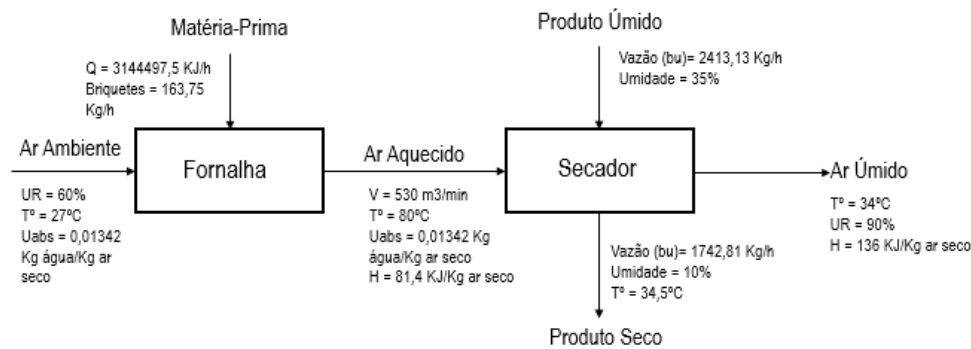 Matéria-Prima
Q = 3144497,5 KJ/h
Briquetes = 163,75
Kg/h
Produto Úmido
Vazão (bu)= 2413,13 Kg/h
Umidade = 35%
Ar Ambiente
Fornalha
Ar Aquecido
Secador
Ar Úmido
UR = 60%
Tº = 27ºC
Uabs = 0,01342
Kg água/Kg ar
seco
V = 530 m3/min
Tº = 80ºC
Uabs = 0,01342 Kg
água/Kg ar seco
H = 81,4 KJ/Kg ar seco
Tº = 34ºC
UR = 90%
H = 136 KJ/Kg ar seco
Vazão (bu)= 1742,81 Kg/h
Umidade = 10%
Tº = 34,5ºC
Produto Seco